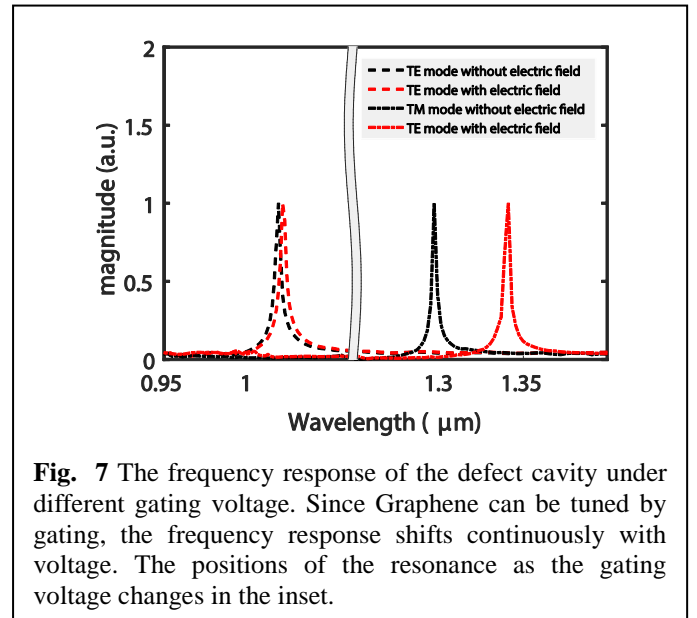 2
1.5
1
0.5
0
magnitude (a.u.)
TE mode without electric field
TE mode with electric field
TM mode without electric field
TE mode with electric field
0.95 1 1.3 1.35
Wavelength ( μm)
Fig. 7 The frequency response of the defect cavity under
different gating voltage. Since Graphene can be tuned by
gating, the frequency response shifts continuously with
voltage. The positions of the resonance as the gating
voltage changes in the inset.